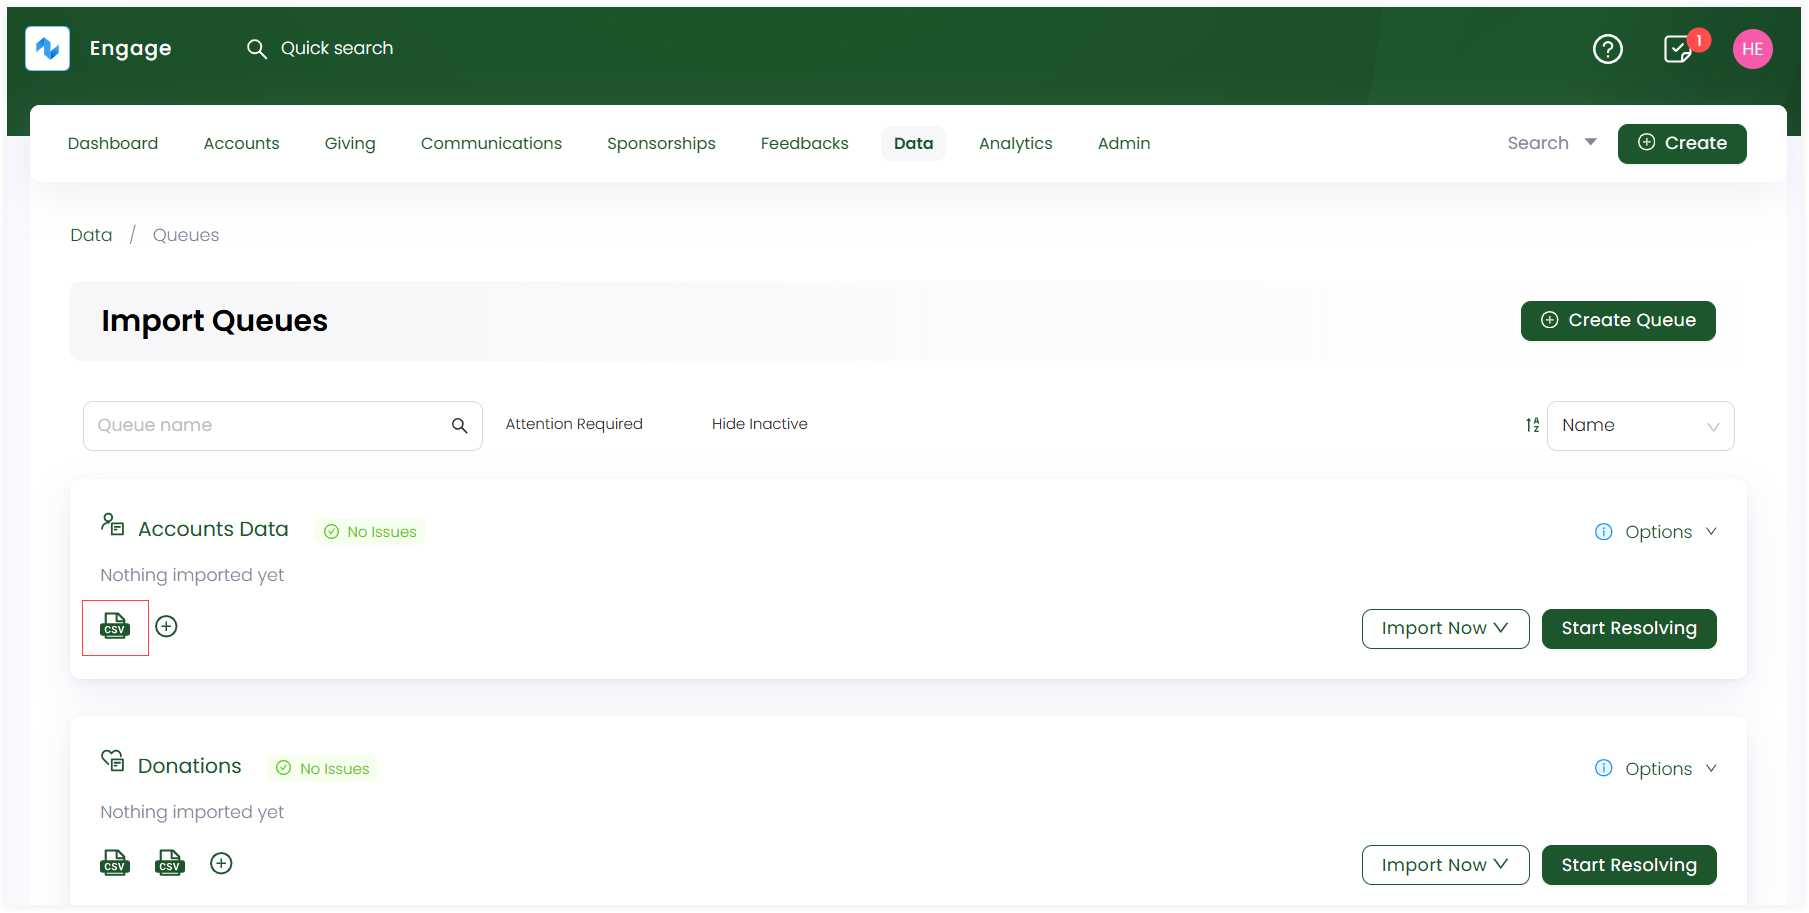 Engage
Quick search
1
HE
Dashboard Accounts Giving Communications Sponsorships Feedbacks Data Analytics Admin Search Create
Data / Queues
Import Queues
Create Queue
Queue name
Attention Required
Hide Inactive
AZ
Name
Accounts Data
No Issues
Options
Nothing imported yet
CSV
Import Now
Start Resolving
Donations
No Issues
Options
Nothing imported yet
CSV CSV
Import Now
Start Resolving